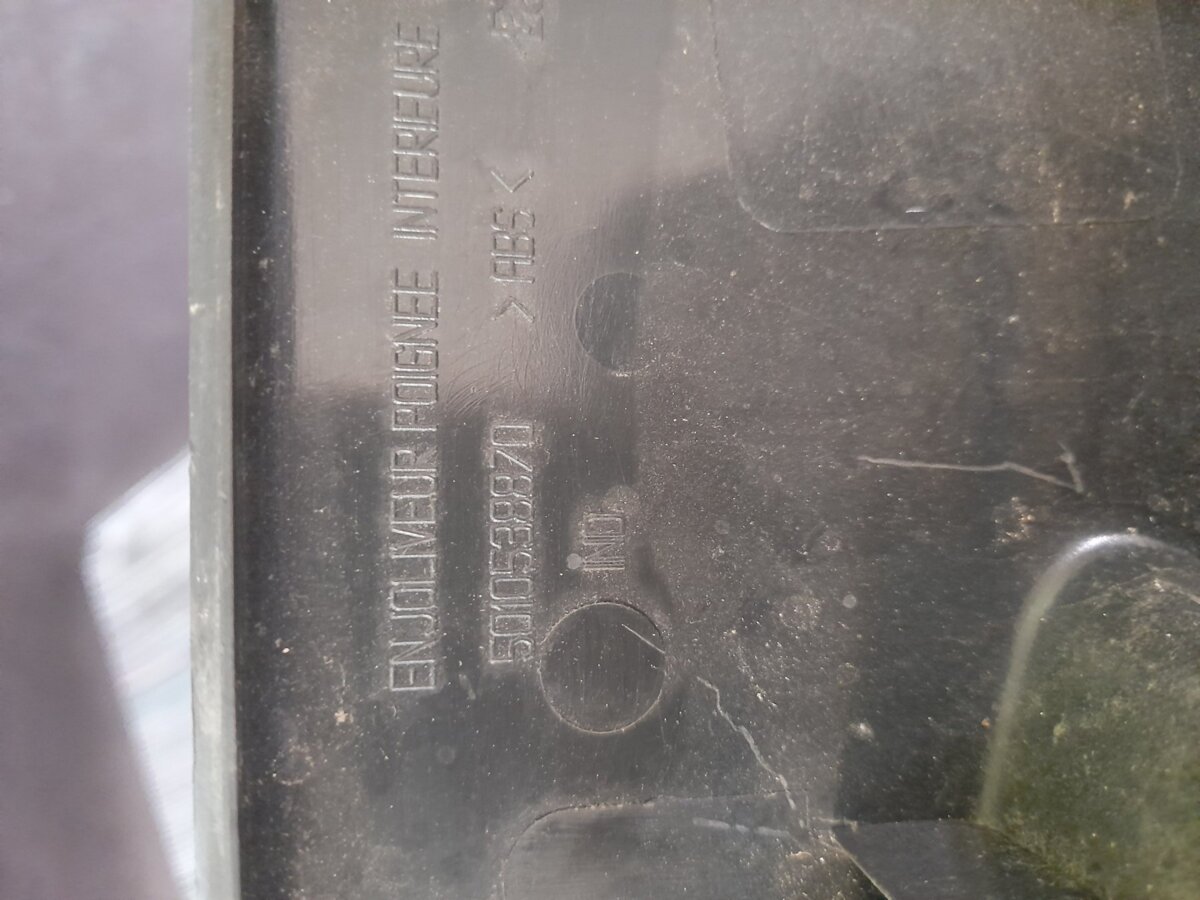 ENJOLIVEUR POIGNEE INTERIEURE
5010538870 >ABS<
IND.